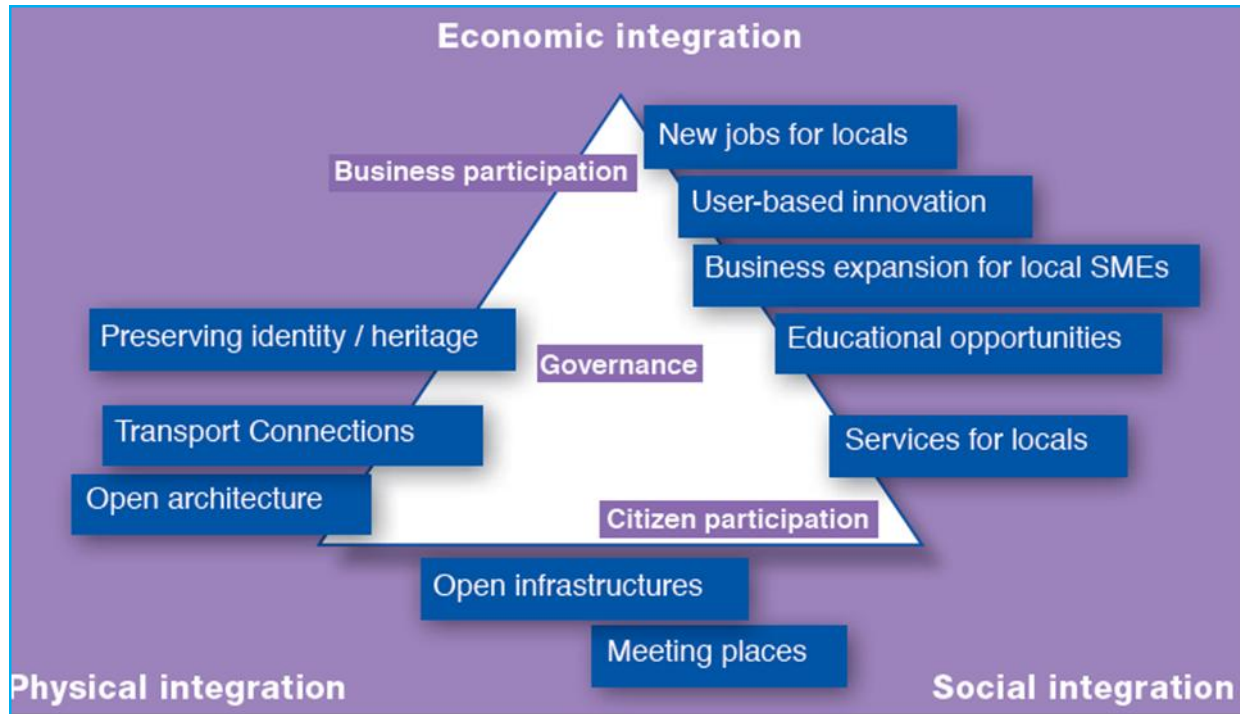 Economic integration
New jobs for locals
Business participation
User-based innovation
Business expansion for local SMEs
Preserving identity / heritage
Educational opportunities
Governance
Transport Connections
Services for locals
Open architecture
Citizen participation
Open infrastructures
Meeting places
Physical integration
Social integration